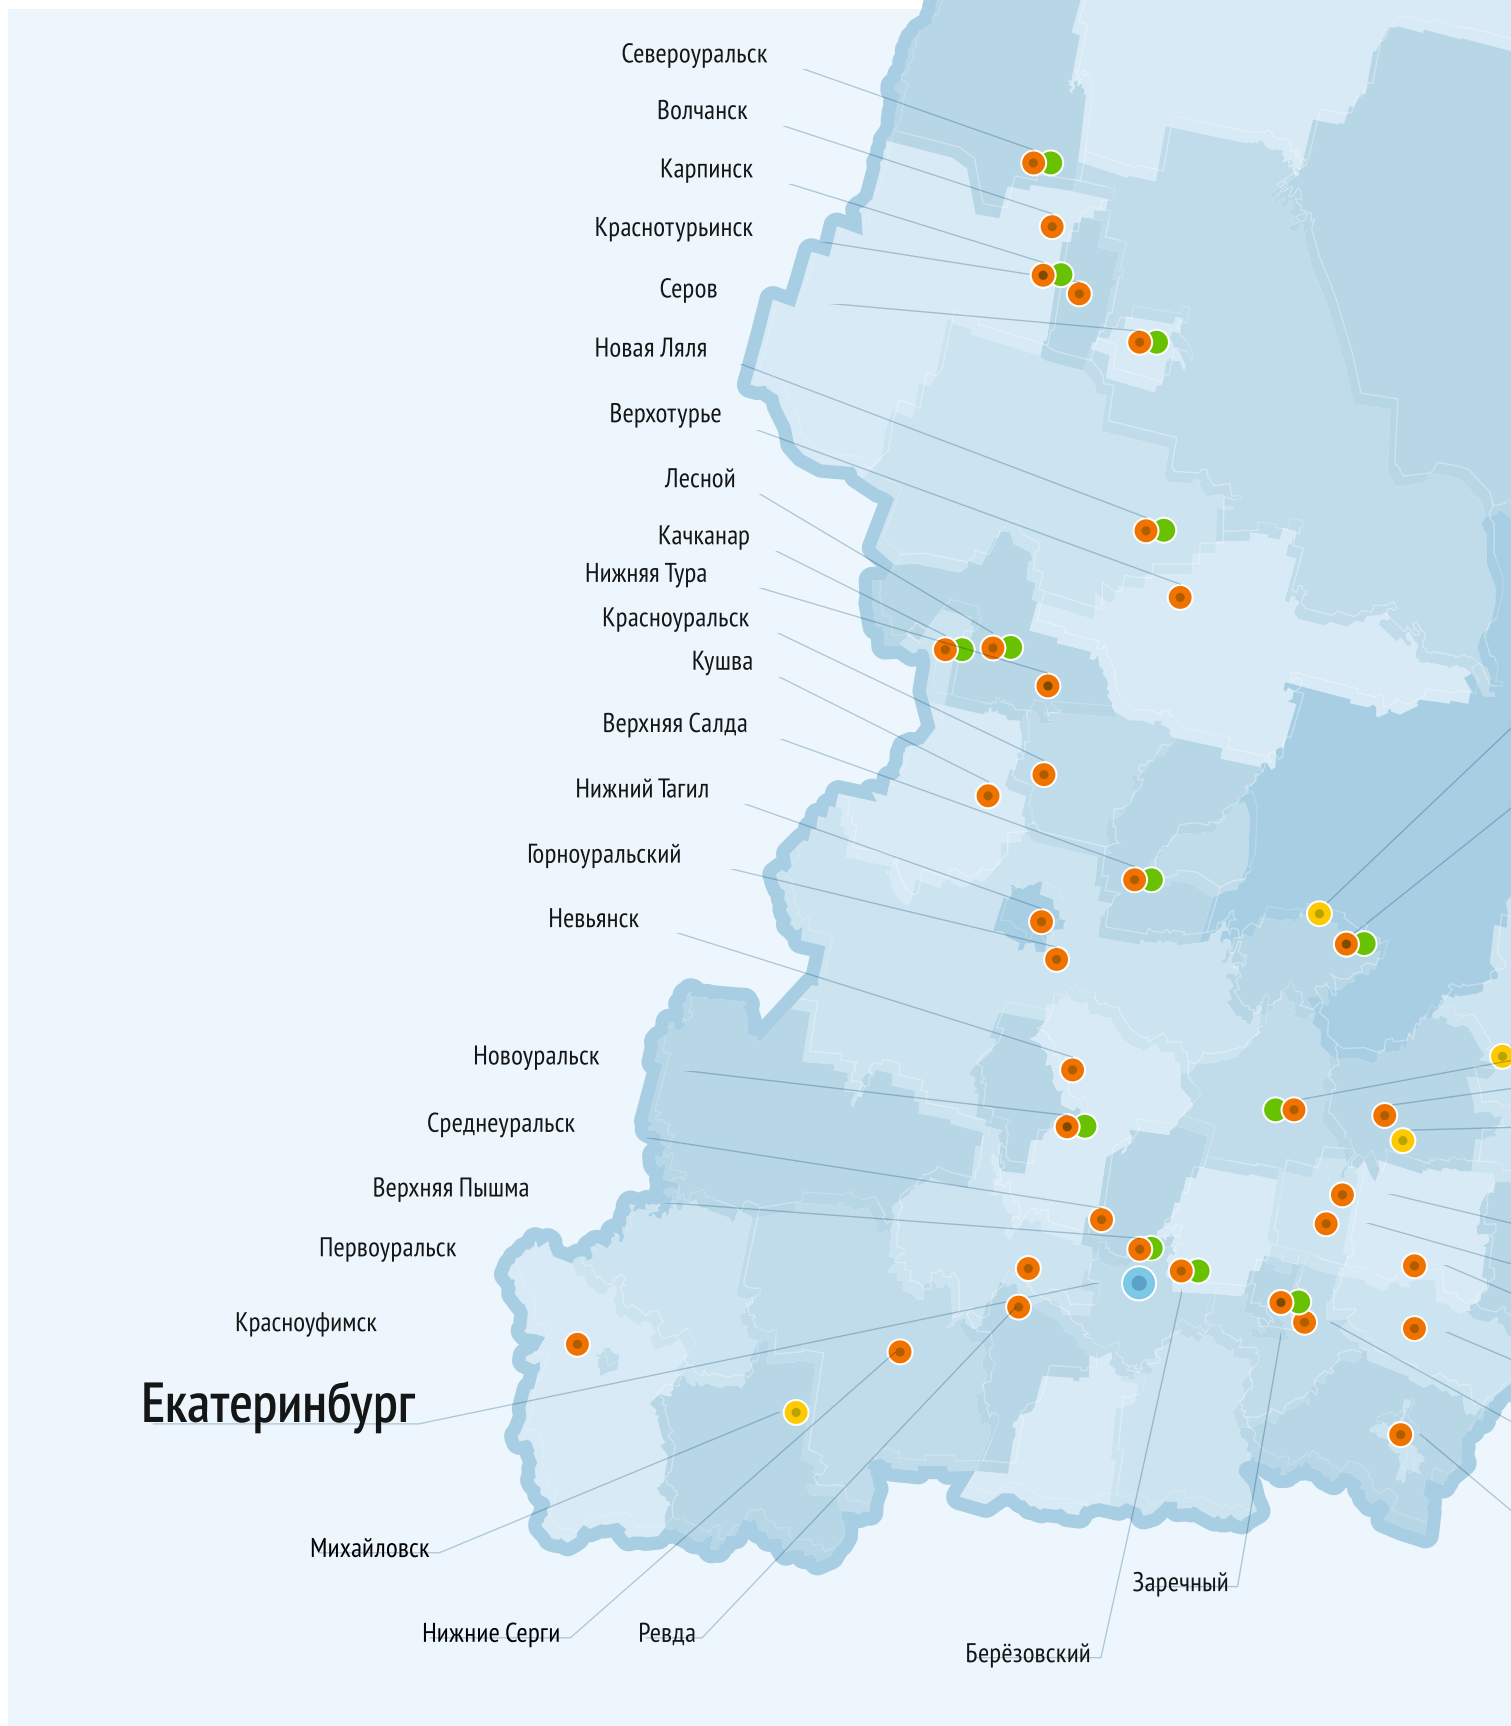 Североуральск
Волчанск
Карпинск
Краснотурьинск
Серов
Новая Ляля
Верхотурье
Лесной
Качканар
Нижняя Тура
Красноуральск
Кушва
Верхняя Салда
Нижний Тагил
Горноуральский
Невьянск
Новоуральск
Среднеуральск
Верхняя Пышма
Первоуральск
Красноуфимск
Екатеринбург
Михайловск
Заречный
Нижние Серги
Ревда
Берёзовский